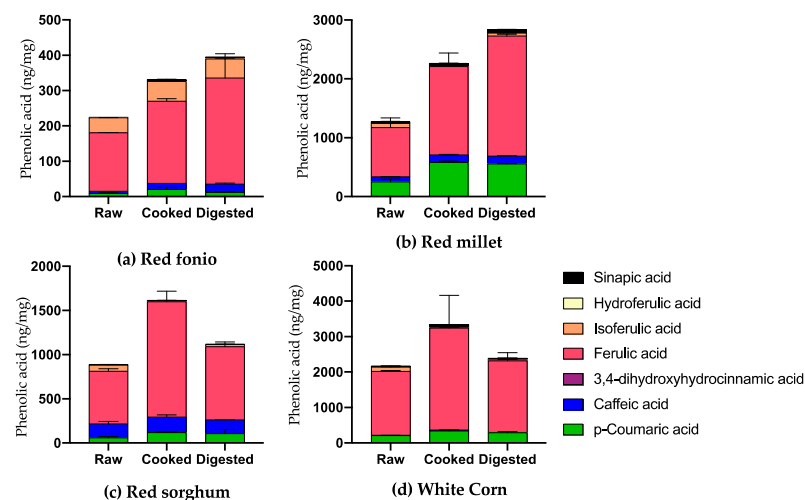 500
400
300
200
100
0
Phenolic acid (ng/mg)
Raw Cooked Digested
(a) Red fonio
3000
2000
1000
0
Phenolic acid (ng/mg)
Raw Cooked Digested
(b) Red millet
2000
1500
1000
500
0
Phenolic acid (ng/mg)
Raw Cooked Digested
(c) Red sorghum
5000
4000
3000
2000
1000
0
Phenolic acid (ng/mg)
Raw Cooked Digested
(d) White Corn
Sinapic acid
Hydroferulic acid
Isoferulic acid
Ferulic acid
3,4-dihydroxyhydrocinnamic acid
Caffeic acid
p-Coumaric acid